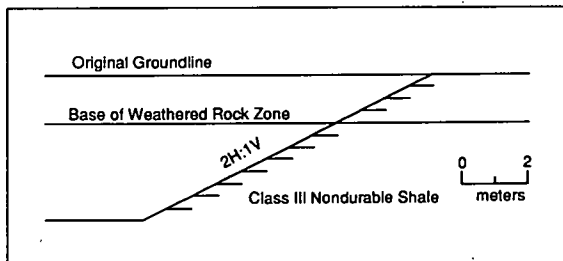 Original Groundline
Base of Weathered Rock Zone
2H:1V
Class III Nondurable Shale
0 2
meters